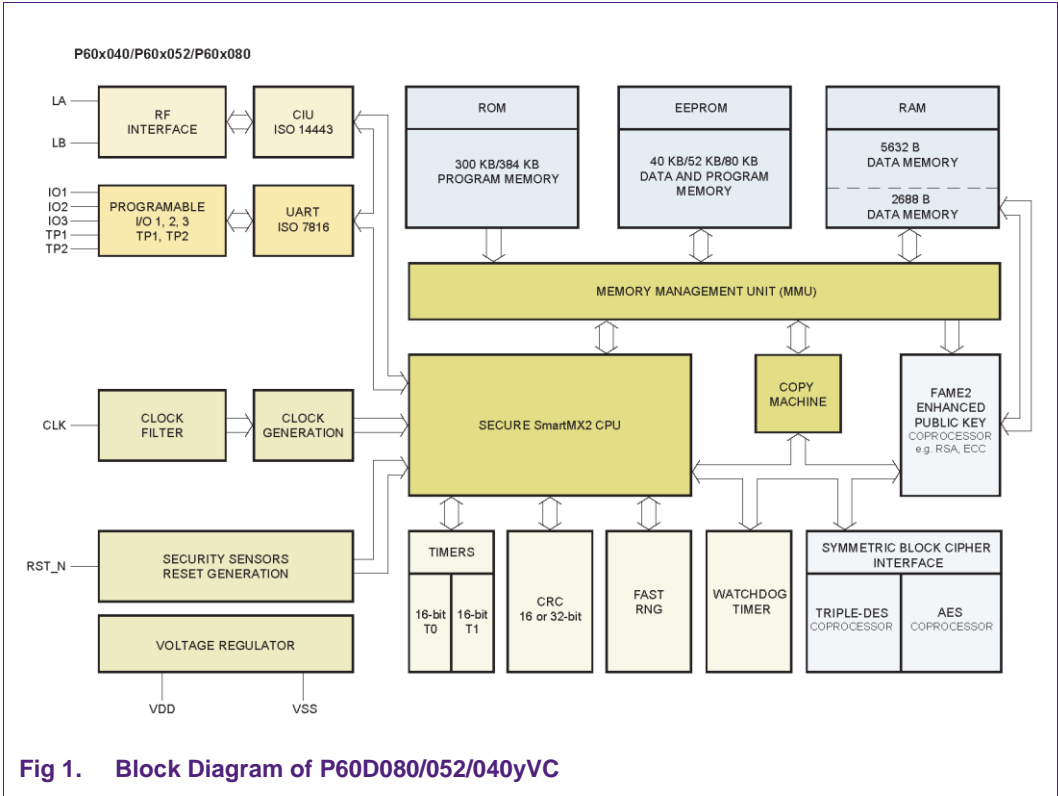 P60x040/P60x052/P60x080
LA
LB
RF
INTERFACE
CIU
ISO 14443
IO1
IO2
IO3
TP1
TP2
PROGRAMABLE
I/O 1, 2, 3
TP1, TP2
UART
ISO 7816
ROM
300 KB/384 KB
PROGRAM MEMORY
EEPROM
40 KB/52 KB/80 KB
DATA AND PROGRAM
MEMORY
RAM
5632 B
DATA MEMORY
2688 B
DATA MEMORY
MEMORY MANAGEMENT UNIT (MMU)
CLK
CLOCK
FILTER
CLOCK
GENERATION
SECURE SmartMX2 CPU
COPY
MACHINE
FAME2
ENHANCED
PUBLIC KEY
COPROCESSOR
e.g. RSA, ECC
RST_N
SECURITY SENSORS
RESET GENERATION
VOLTAGE REGULATOR
VDD
VSS
TIMERS
16-bit
T0
16-bit
T1
CRC
16 or 32-bit
FAST
RNG
WATCHDOG
TIMER
SYMMETRIC BLOCK CIPHER
INTERFACE
TRIPLE-DES
COPROCESSOR
AES
COPROCESSOR
Fig 1. Block Diagram of P60D080/052/040yVC